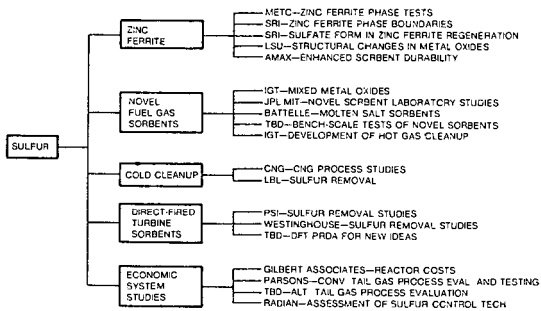 SULFUR
ZINC
FERRITE
METC—ZINC FERRITE PHASE TESTS
SRI—ZINC FERRITE PHASE BOUNDARIES
SRI—SULFATE FORM IN ZINC FERRITE REGENERATION
LSU—STRUCTURAL CHANGES IN METAL OXIDES
AMAX—ENHANCED SORBENT DURABILITY
NOVEL
FUEL GAS
SORBENTS
IGT—MIXED METAL OXIDES
JPL MIT—NOVEL SORBENT LABORATORY STUDIES
BATTELLE—MOLTEN SALT SORBENTS
TBD—BENCH-SCALE TESTS OF NOVEL SORBENTS
IGT—DEVELOPMENT OF HOT GAS CLEANUP
COLD CLEANUP
CNG—CNG PROCESS STUDIES
LBL—SULFUR REMOVAL
DIRECT-FIRED
TURBINE
SORBENTS
PSI—SULFUR REMOVAL STUDIES
WESTINGHOUSE—SULFUR REMOVAL STUDIES
TBD—DFT PRDA FOR NEW IDEAS
ECONOMIC
SYSTEM
STUDIES
GILBERT ASSOCIATES—REACTOR COSTS
PARSONS—CONV TAIL GAS PROCESS EVAL AND TESTING
TBD—ALT TAIL GAS PROCESS EVALUATION
RADIAN—ASSESSMENT OF SULFUR CONTROL TECH